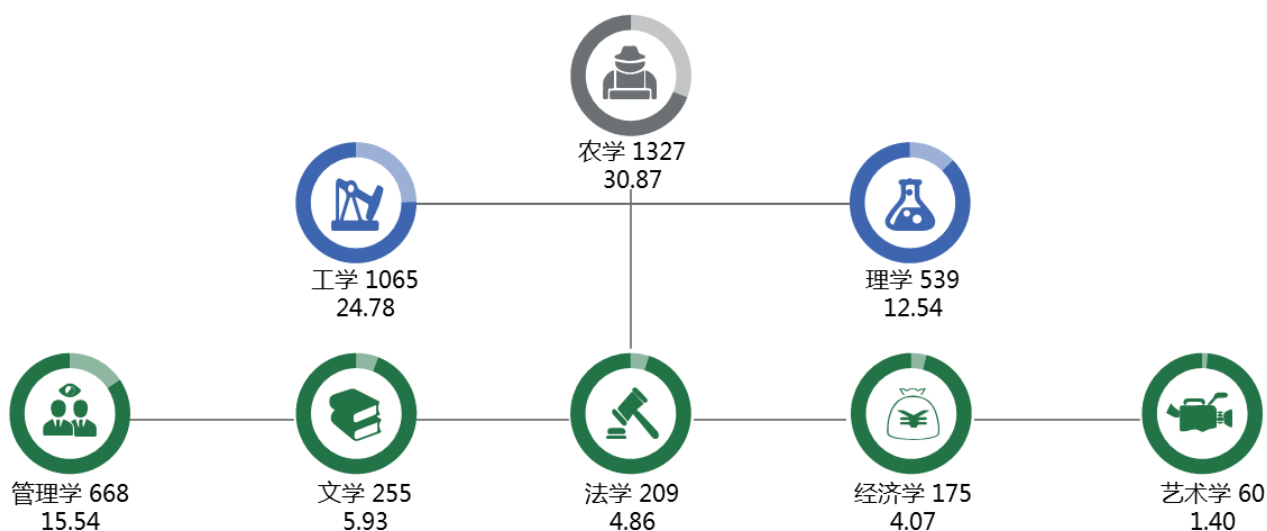 农学 1327
30.87
工学 1065
24.78
理学 539
12.54
管理学 668
15.54
文学 255
5.93
法学 209
4.86
经济学 175
4.07
艺术学 60
1.40